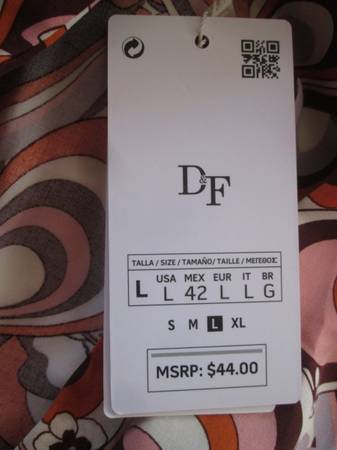 D&F
TALLA / SIZE / TAMAÑO/ TAILLE / ΜΕΓΕΘΟΣ
USA MEX EUR IT BR
L L 42 L L G
S M L XL
MSRP: $44.00